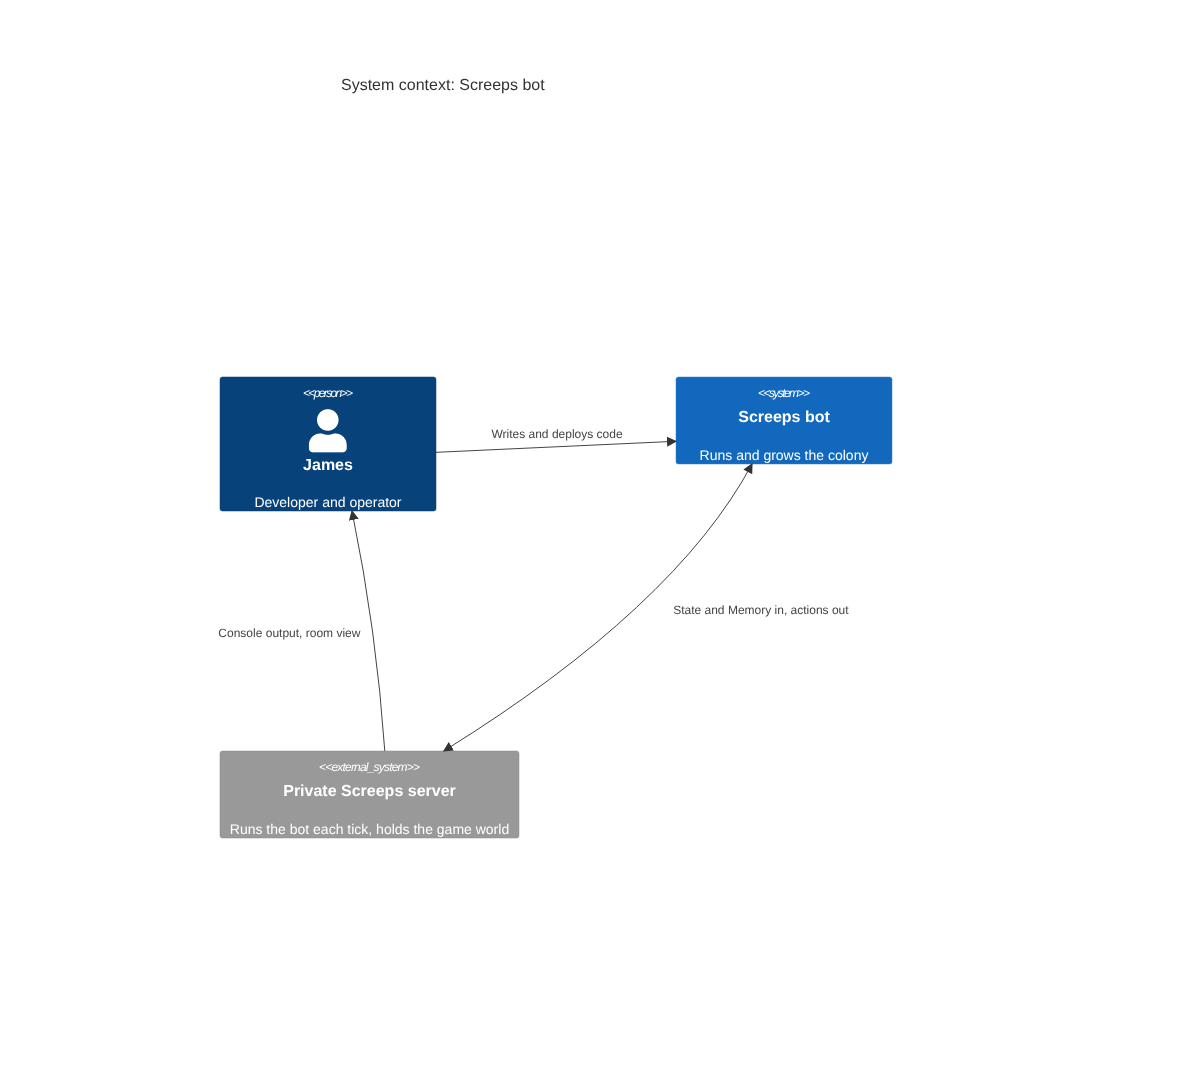 System context: Screeps bot
<<person>>
James
Developer and operator
Writes and deploys code
<<system>>
Screeps bot
Runs and grows the colony
Console output, room view
State and Memory in, actions out
<<external_system>>
Private Screeps server
Runs the bot each tick, holds the game world